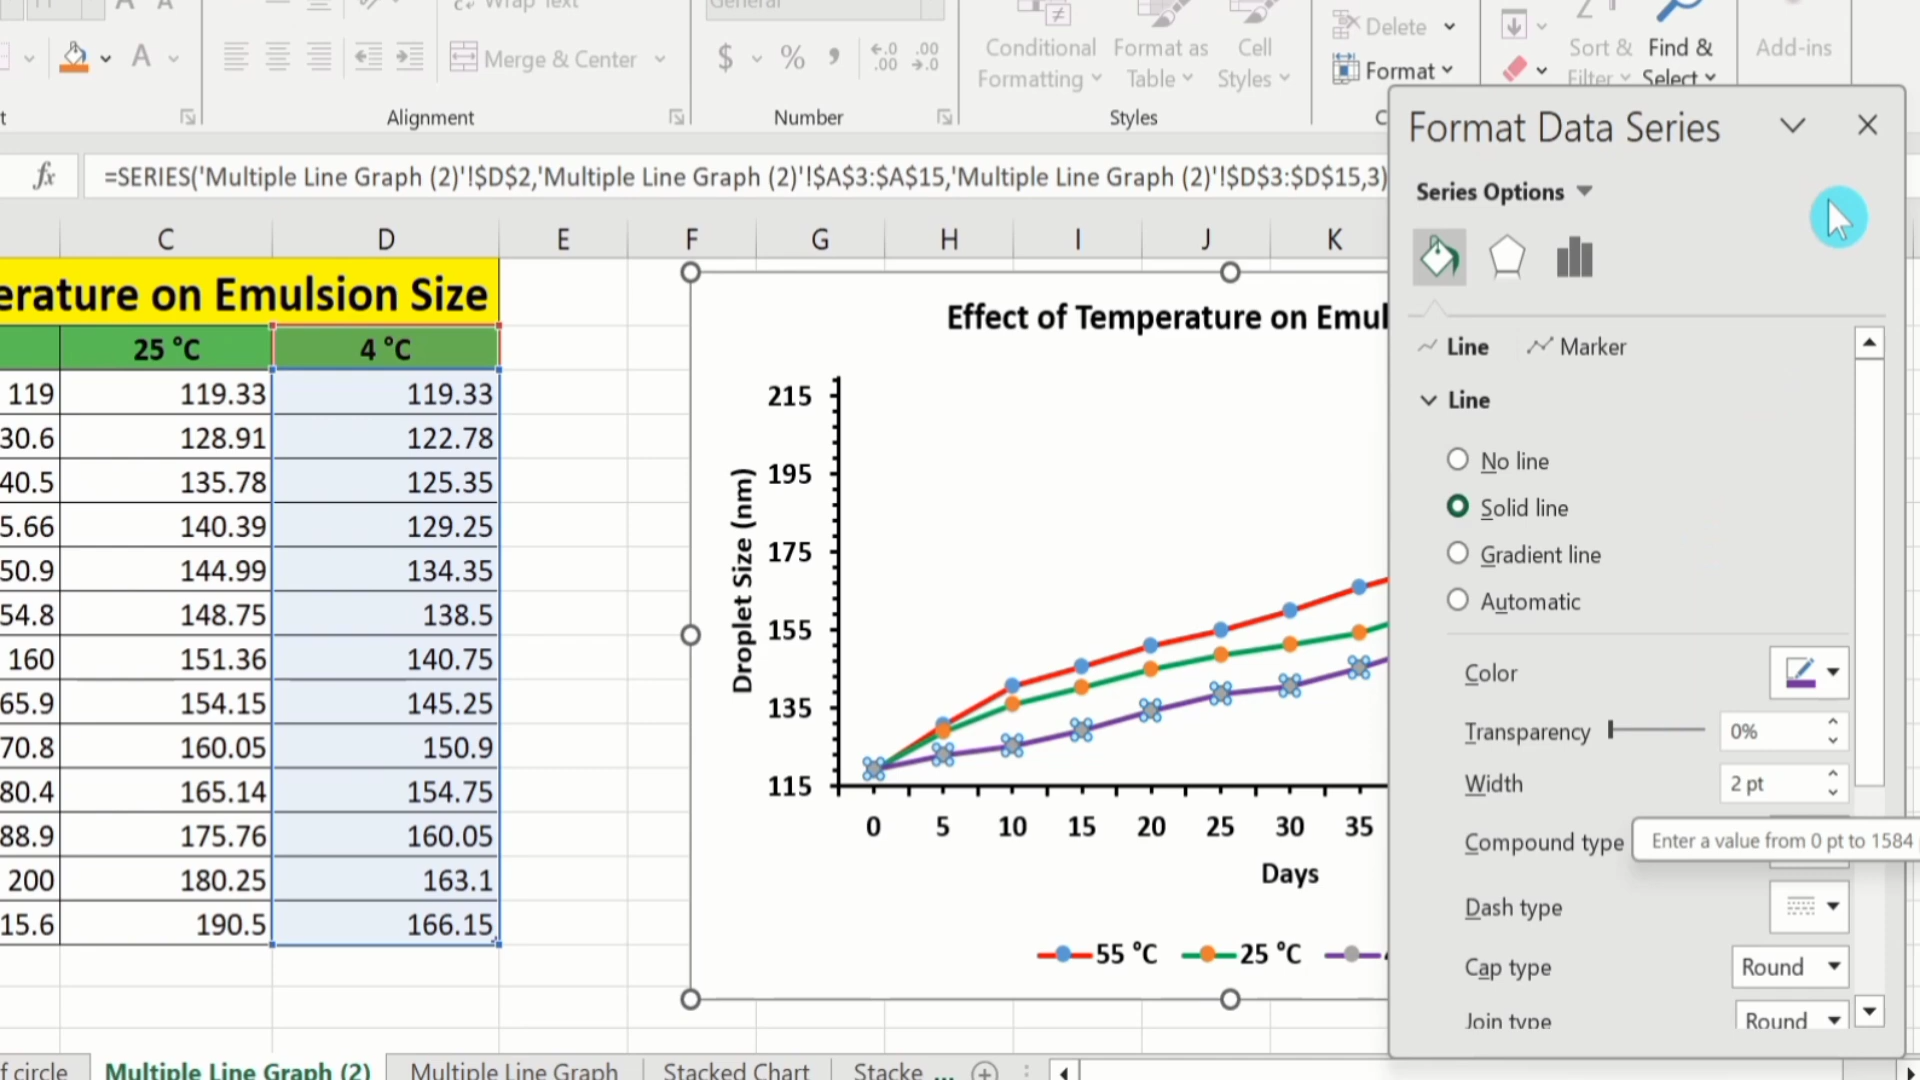 Wrap Text
General
Merge & Center
$ % , .00 .00
Conditional Formatting
Format as Table
Cell Styles
Delete
Format
Sort & Filter
Find & Select
Add-ins
Alignment
Number
Styles
fx =SERIES('Multiple Line Graph (2)'!$D$2,'Multiple Line Graph (2)'!$A$3:$A$15,'Multiple Line Graph (2)'!$D$3:$D$15,3)
C D E F G H I J K
erature on Emulsion Size
25 °C 4 °C
119 119.33 119.33
30.6 128.91 122.78
40.5 135.78 125.35
5.66 140.39 129.25
50.9 144.99 134.35
54.8 148.75 138.5
160 151.36 140.75
65.9 154.15 145.25
70.8 160.05 150.9
80.4 165.14 154.75
88.9 175.76 160.05
200 180.25 163.1
15.6 190.5 166.15
Effect of Temperature on Emul
Droplet Size (nm)
215
195
175
155
135
115
0 5 10 15 20 25 30 35
Days
55 °C 25 °C
Format Data Series
Series Options
Line Marker
Line
No line
Solid line
Gradient line
Automatic
Color
Transparency 0%
Width 2 pt
Compound type
Enter a value from 0 pt to 1584
Dash type
Cap type Round
Join type Round
f circle Multiple Line Graph (2) Multiple Line Graph Stacked Chart Stacke ...